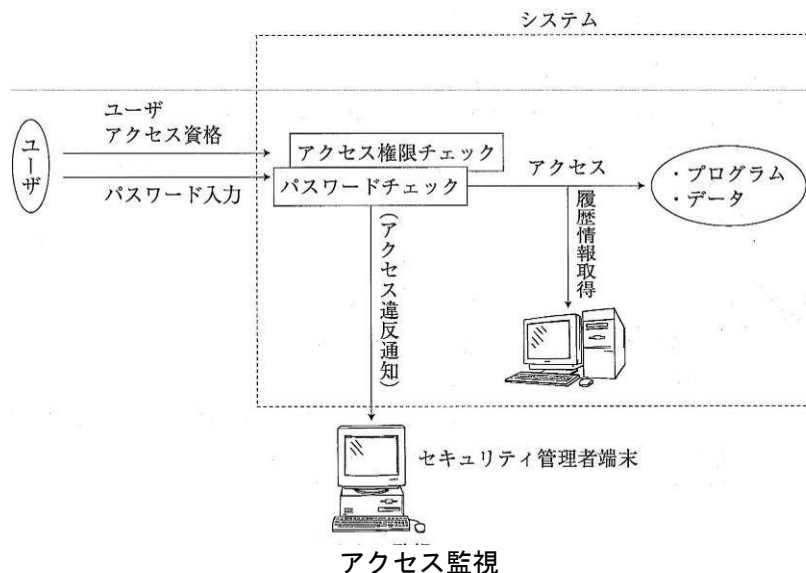 システム
ユーザ
アクセス資格
ユーザ
アクセス権限チェック
パスワードチェック
パスワード入力
アクセス
・プログラム
・データ
(アクセス違反通知)
履歴情報取得
セキュリティ管理者端末
アクセス監視